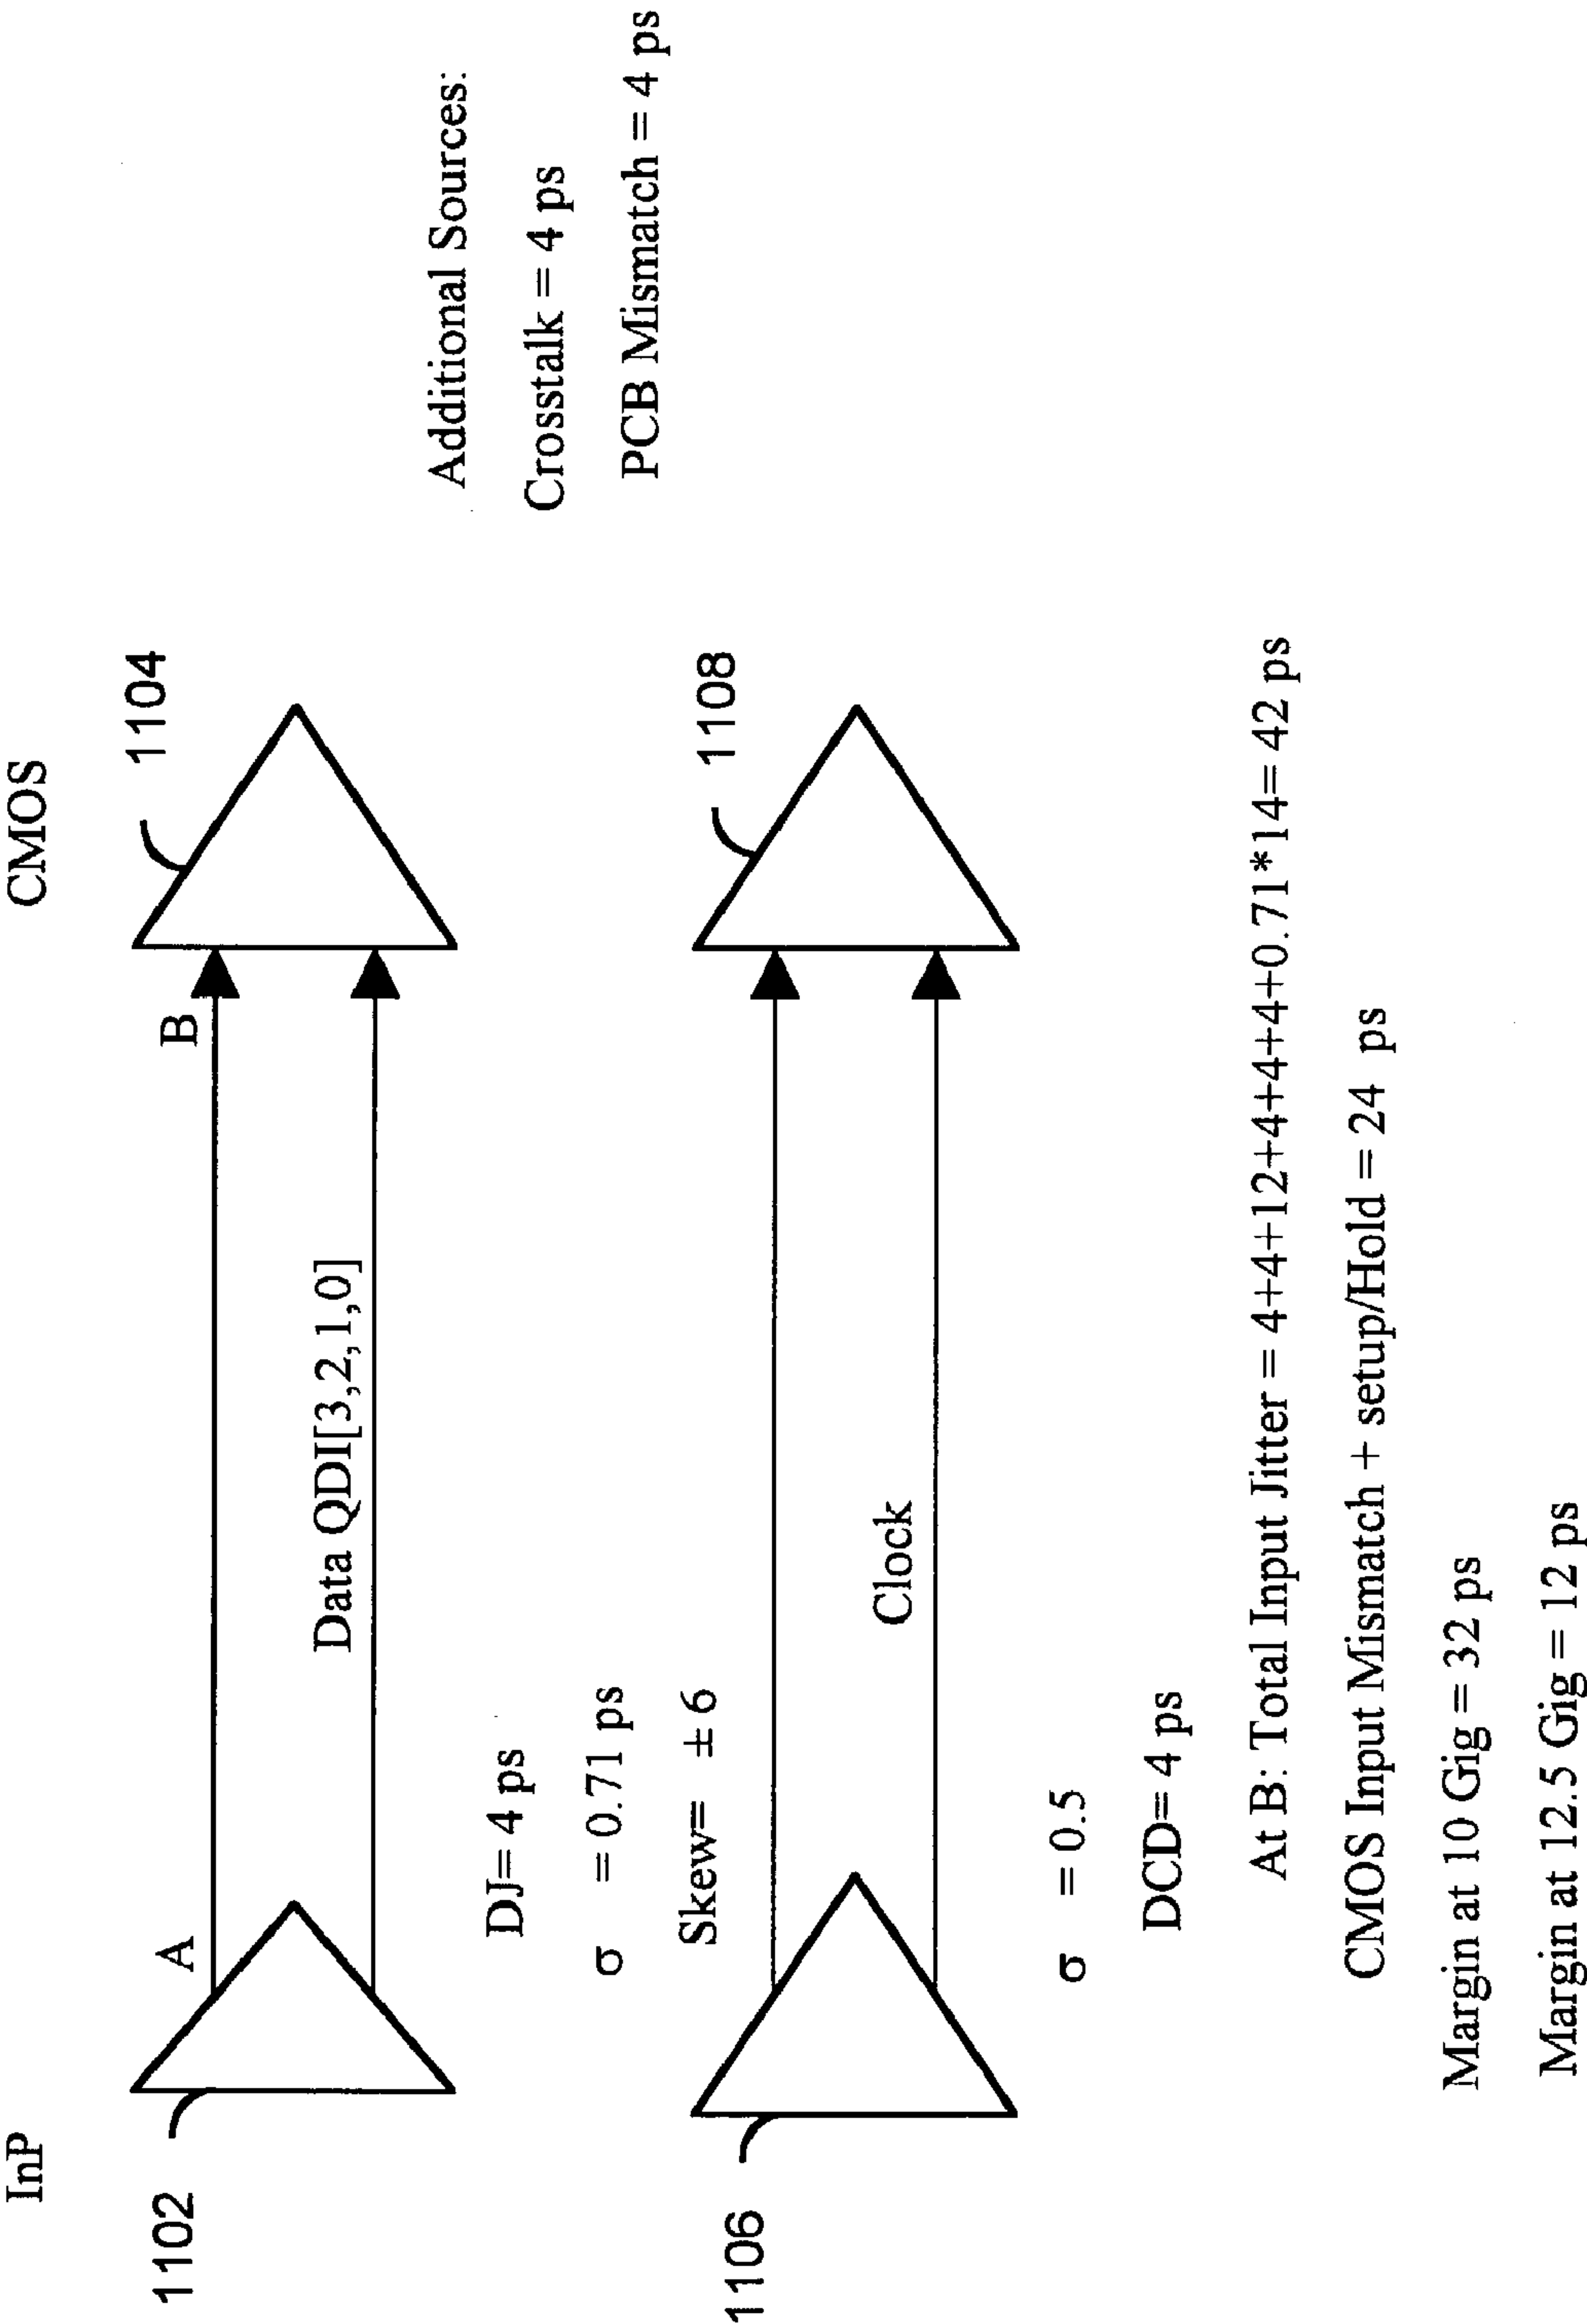 InP
CMOS
1102
A
B
1104
Data QDI[3,2,1,0]
DJ= 4 ps
σ = 0.71 ps
Skew= ± 6
Additional Sources:
Crosstalk = 4 ps
PCB Mismatch = 4 ps
1106
1108
Clock
σ = 0.5
DCD= 4 ps
At B: Total Input Jitter = 4+4+12+4+4+4+0.71*14= 42 ps
CMOS Input Mismatch + setup/Hold = 24 ps
Margin at 10 Gig = 32 ps
Margin at 12.5 Gig = 12 ps